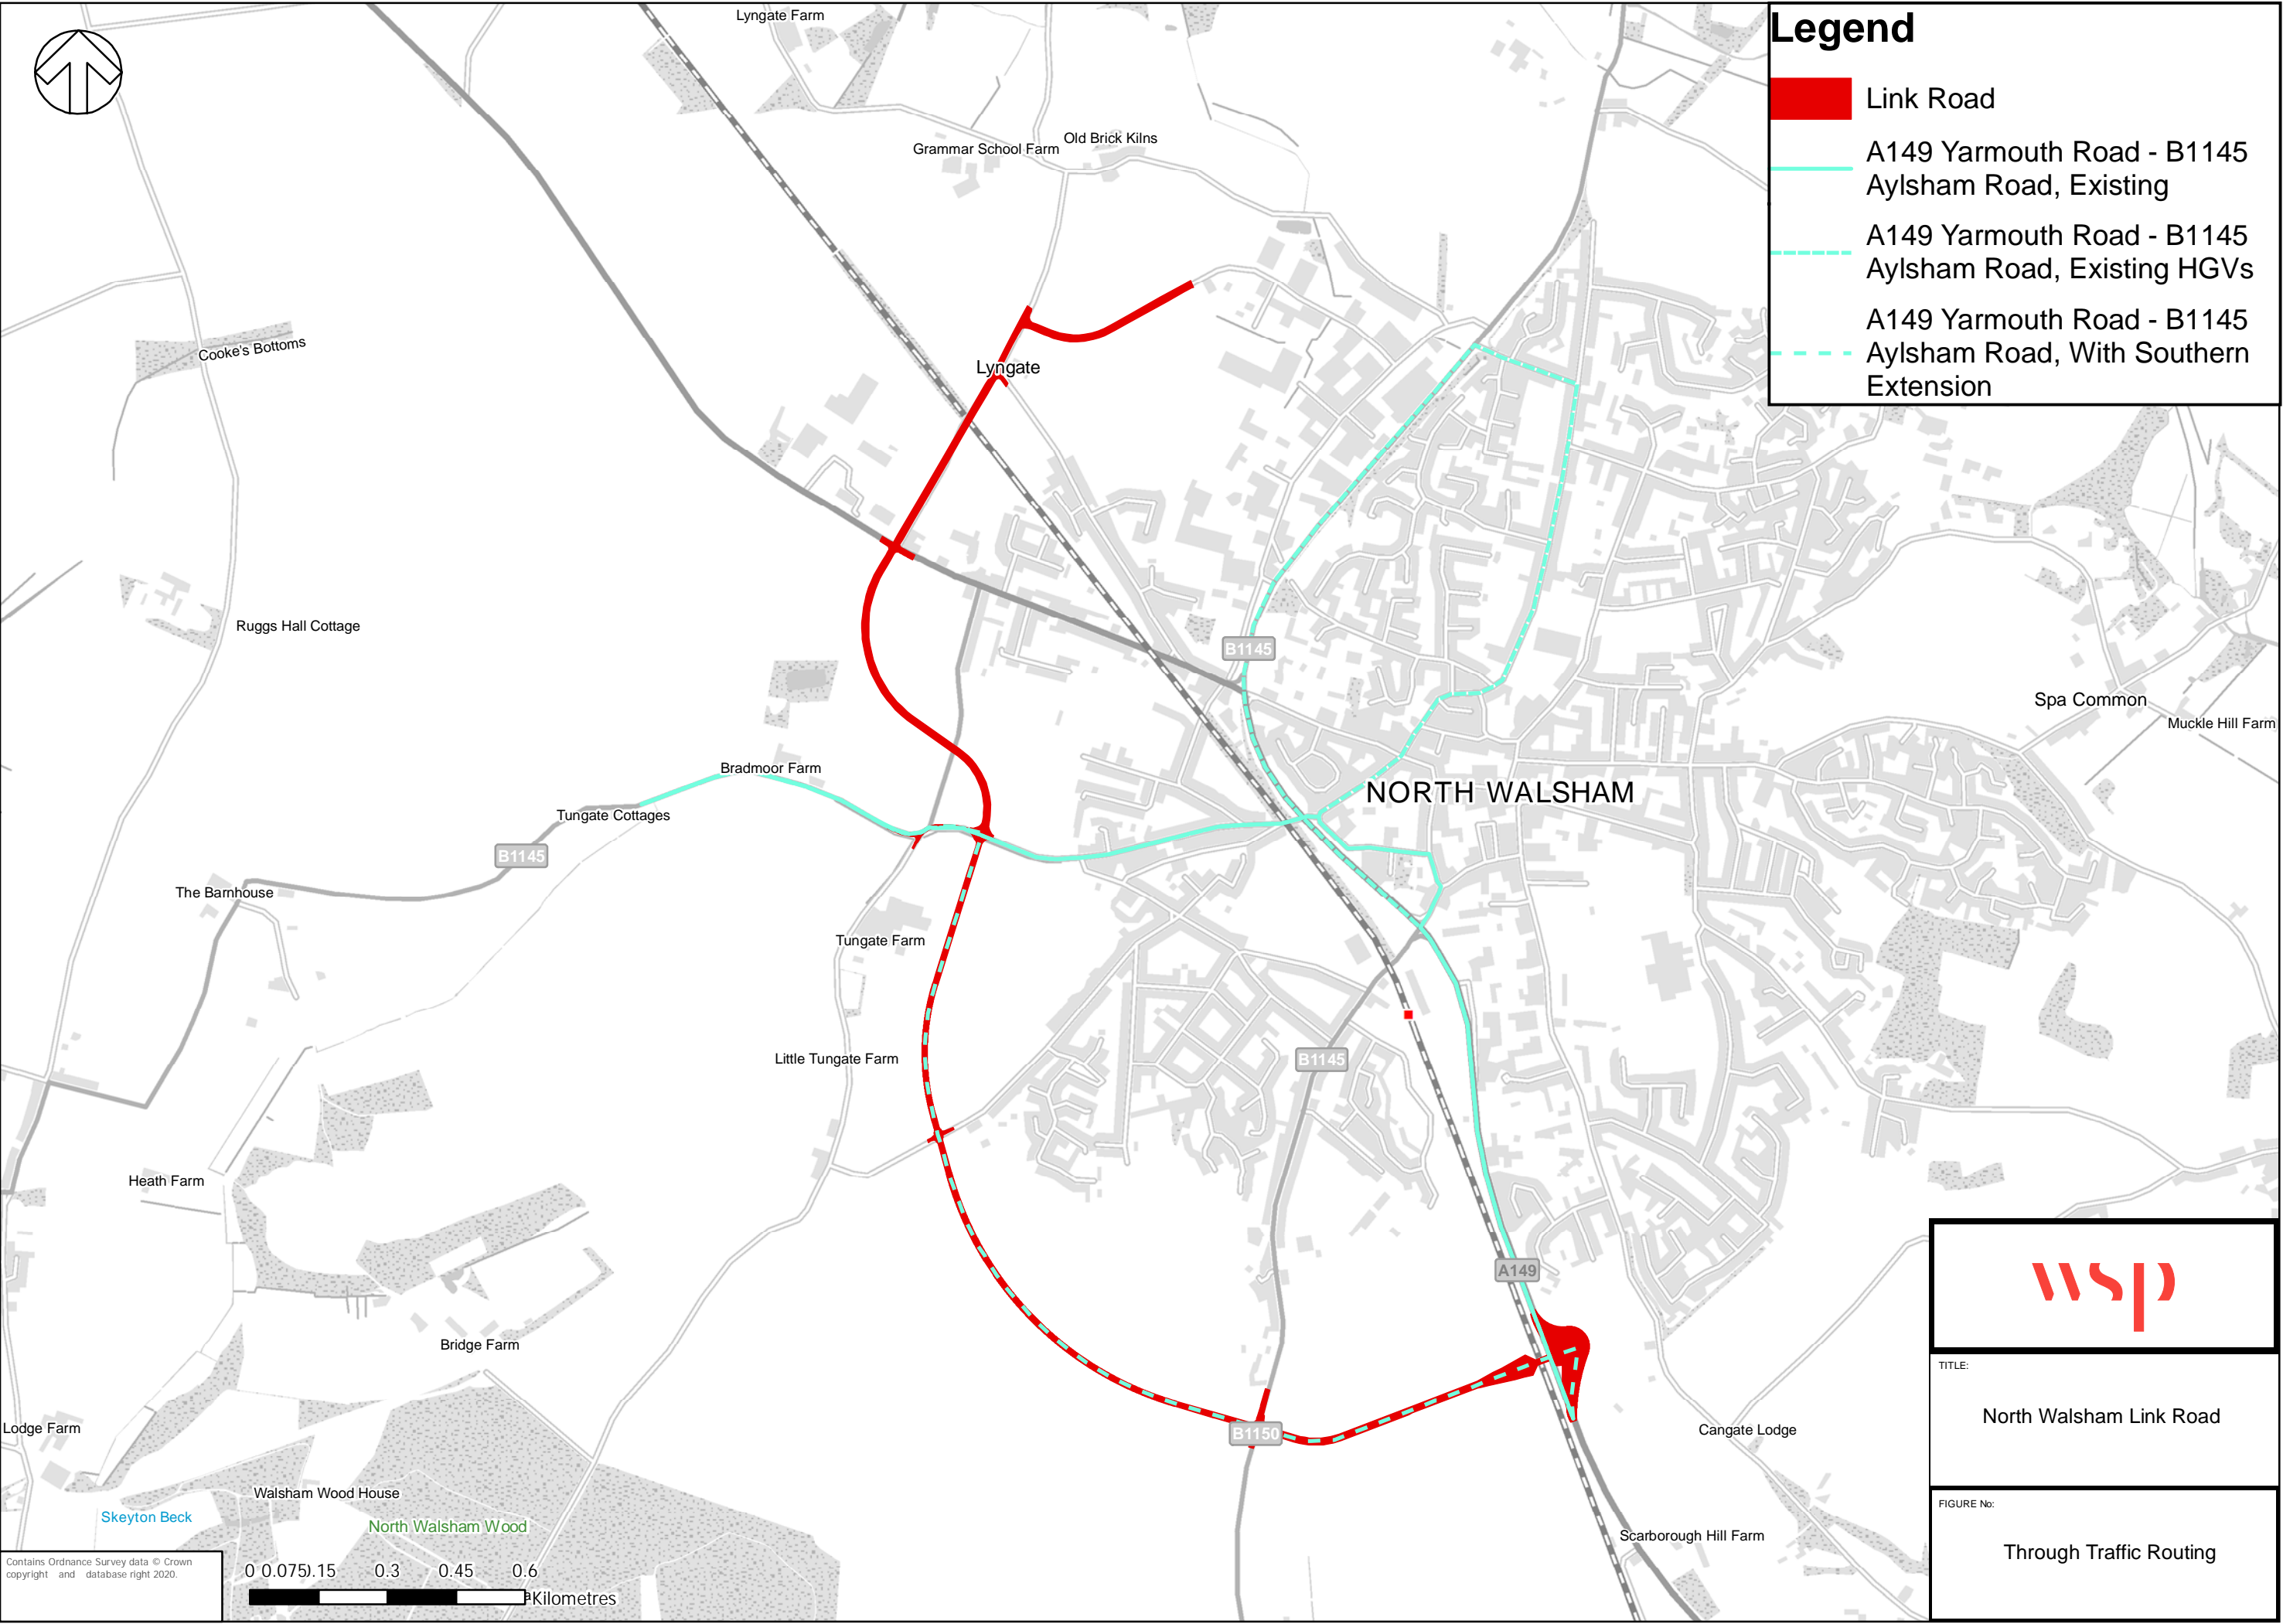 Lyngate Farm
Legend
Link Road
A149 Yarmouth Road - B1145
Aylsham Road, Existing
A149 Yarmouth Road - B1145
Aylsham Road, Existing HGVs
A149 Yarmouth Road - B1145
Aylsham Road, With Southern
Extension
Old Brick Kilns
Grammar School Farm
Cooke's Bottoms
Lyngate
Ruggs Hall Cottage
B1145
Spa Common
Muckle Hill Farm
Bradmoor Farm
NORTH WALSHAM
Tungate Cottages
B1145
The Barnhouse
Tungate Farm
Little Tungate Farm
B1145
Heath Farm
A149
Bridge Farm
wsp
TITLE:
North Walsham Link Road
Lodge Farm
B1150
Cangate Lodge
Walsham Wood House
FIGURE No:
Skeyton Beck
North Walsham Wood
Scarborough Hill Farm
Through Traffic Routing
Contains Ordnance Survey data © Crown
copyright and database right 2020.
0 0.075 .15 0.3 0.45 0.6
Kilometres